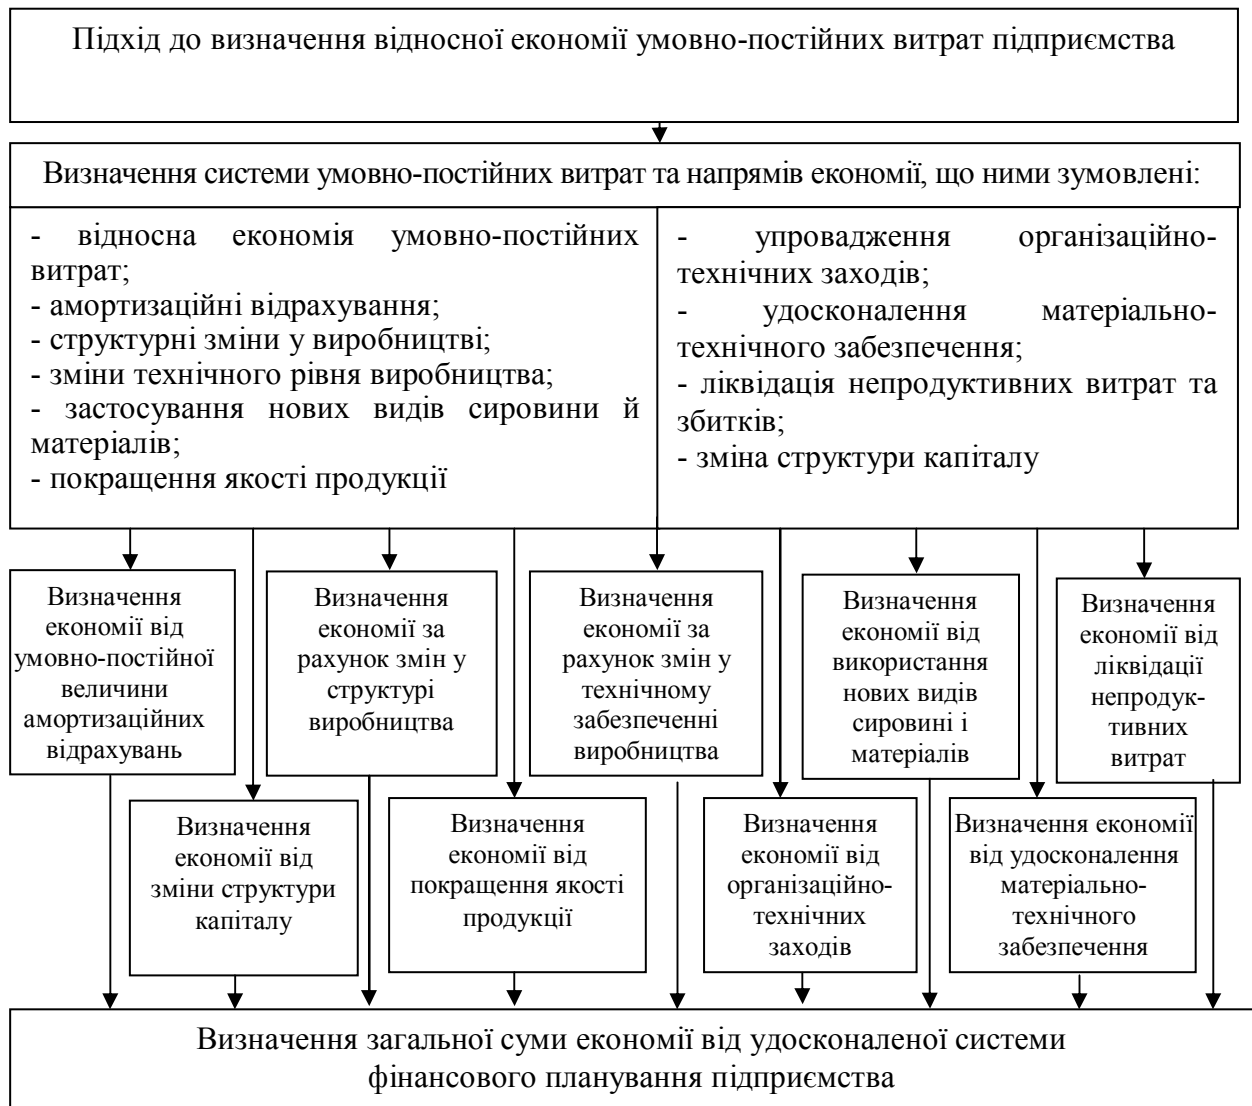 Підхід до визначення відносної економії умовно-постійних витрат підприємства
Визначення системи умовно-постійних витрат та напрямів економії, що ними зумовлені:
- відносна економія умовно-постійних
витрат;
- амортизаційні відрахування;
- структурні зміни у виробництві;
- зміни технічного рівня виробництва;
- застосування нових видів сировини й
матеріалів;
- покращення якості продукції
- упровадження організаційно-
технічних заходів;
- удосконалення матеріально-
технічного забезпечення;
- ліквідація непродуктивних витрат та
збитків;
- зміна структури капіталу
Визначення
економії від
умовно-постійної
величини
амортизаційних
відрахувань
Визначення
економії за
рахунок змін у
структурі
виробництва
Визначення
економії за
рахунок змін у
технічному
забезпеченні
виробництва
Визначення
економії від
використання
нових видів
сировині і
матеріалів
Визначення
економії від
ліквідації
непродук-
тивних
витрат
Визначення
економії від
зміни структури
капіталу
Визначення
економії від
покращення якості
продукції
Визначення
економії від
організаційно-
технічних
заходів
Визначення економії
від удосконалення
матеріально-
технічного
забезпечення
Визначення загальної суми економії від удосконаленої системи
фінансового планування підприємства